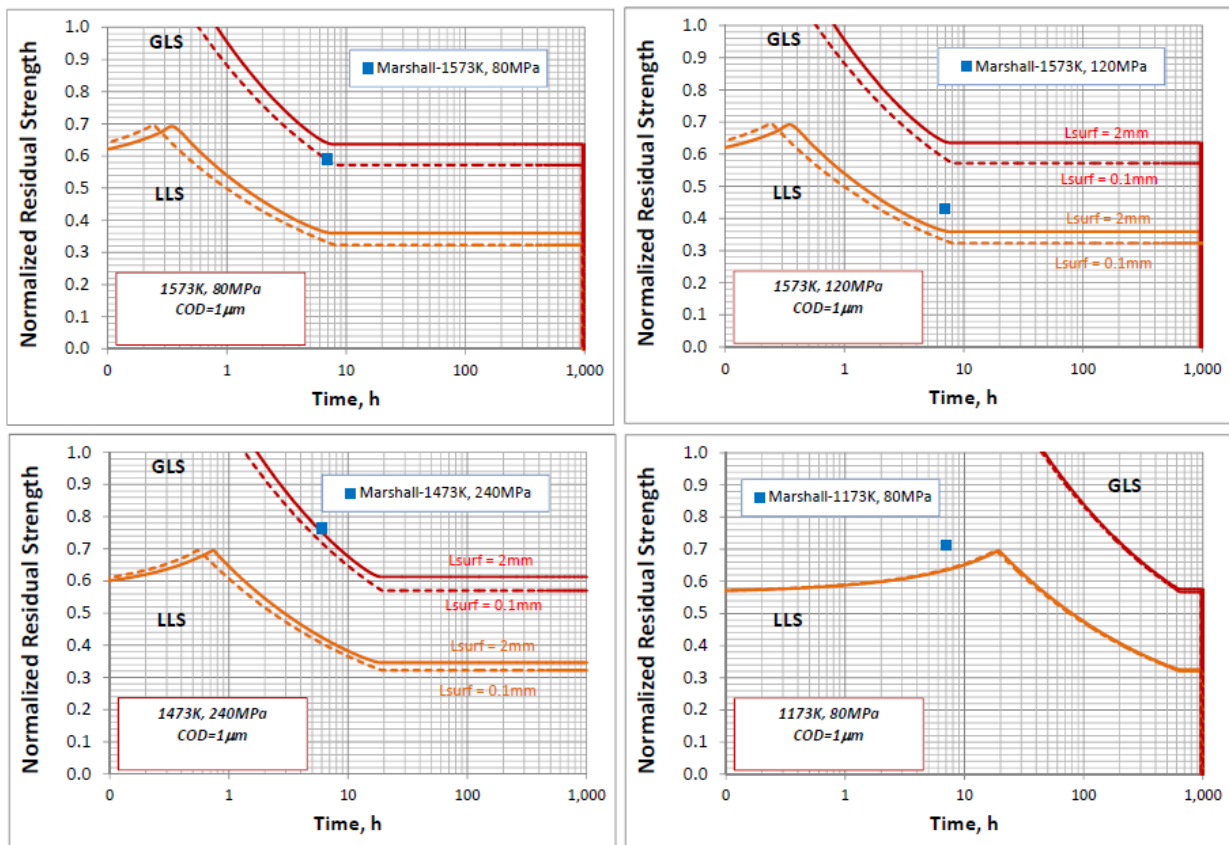 Normalized Residual Strength
1.0
0.9
0.8
0.7
0.6
0.5
0.4
0.3
0.2
0.1
0.0
GLS
Marshall-1573K, 80MPa
LLS
1573K, 80MPa
COD=1μm
0 1 10 100 1,000
Time, h
Normalized Residual Strength
1.0
0.9
0.8
0.7
0.6
0.5
0.4
0.3
0.2
0.1
0.0
GLS
Marshall-1573K, 120MPa
Lsurf = 2mm
Lsurf = 0.1mm
LLS
Lsurf = 2mm
Lsurf = 0.1mm
1573K, 120MPa
COD=1μm
0 1 10 100 1,000
Time, h
Normalized Residual Strength
1.0
0.9
0.8
0.7
0.6
0.5
0.4
0.3
0.2
0.1
0.0
GLS
Marshall-1473K, 240MPa
Lsurf = 2mm
Lsurf = 0.1mm
LLS
Lsurf = 2mm
Lsurf = 0.1mm
1473K, 240MPa
COD=1μm
0 1 10 100 1,000
Time, h
Normalized Residual Strength
1.0
0.9
0.8
0.7
0.6
0.5
0.4
0.3
0.2
0.1
0.0
GLS
Marshall-1173K, 80MPa
LLS
1173K, 80MPa
COD=1μm
0 1 10 100 1,000
Time, h